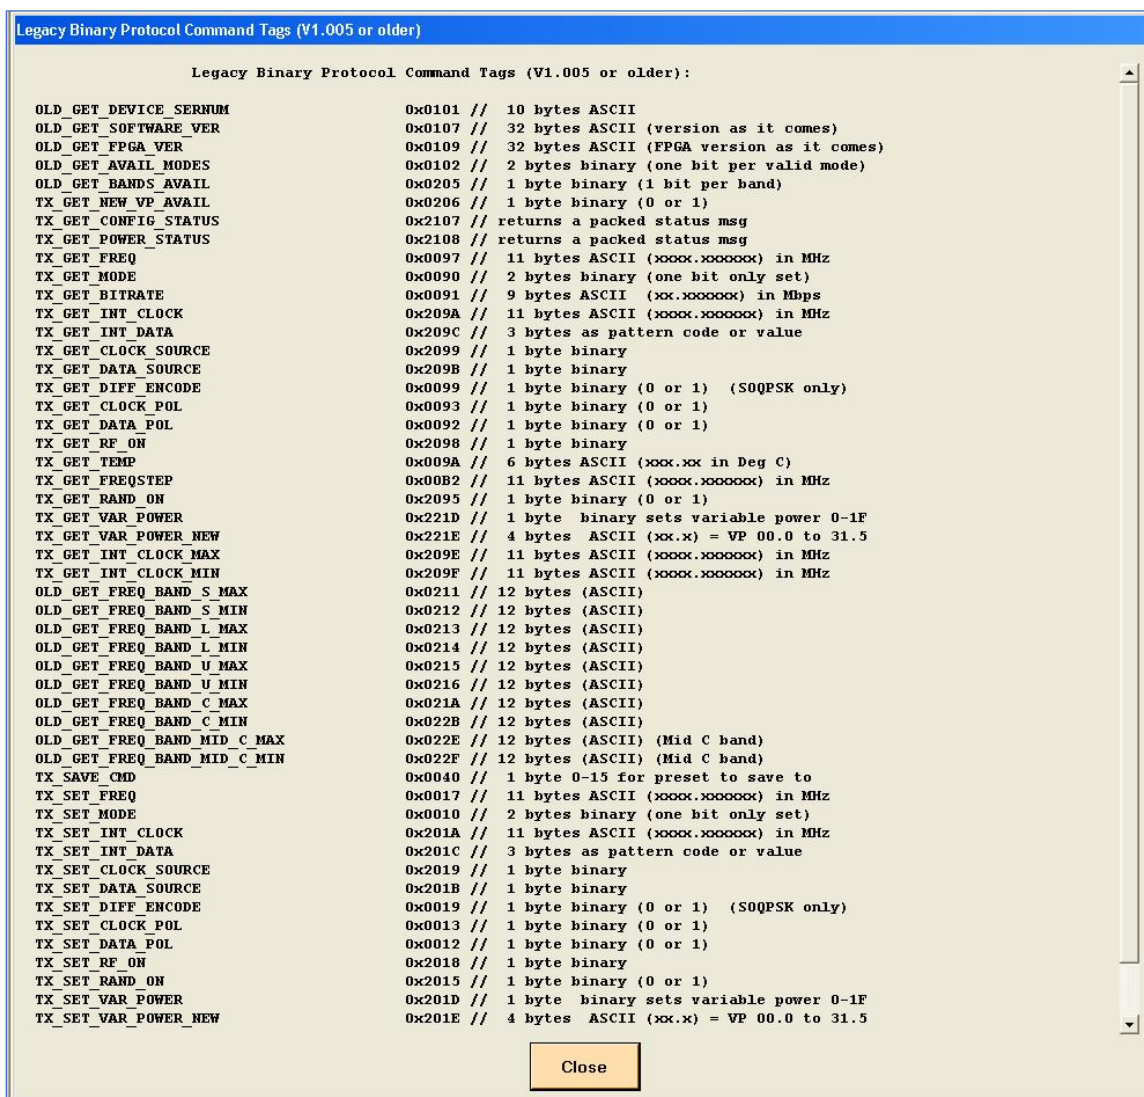 Legacy Binary Protocol Command Tags (V1.005 or older)
Legacy Binary Protocol Command Tags (V1.005 or older):
OLD_GET_DEVICE_SERNUM 0x0101 // 10 bytes ASCII
OLD_GET_SOFTWARE_VER 0x0107 // 32 bytes ASCII (version as it comes)
OLD_GET_FPGA_VER 0x0109 // 32 bytes ASCII (FPGA version as it comes)
OLD_GET_AVAIL_MODES 0x0102 // 2 bytes binary (one bit per valid mode)
OLD_GET_BANDS_AVAIL 0x0205 // 1 byte binary (1 bit per band)
TX_GET_NEW_VP_AVAIL 0x0206 // 1 byte binary (0 or 1)
TX_GET_CONFIG_STATUS 0x2107 // returns a packed status msg
TX_GET_POWER_STATUS 0x2108 // returns a packed status msg
TX_GET_FREQ 0x0097 // 11 bytes ASCII (xxxx.xxxxxx) in MHz
TX_GET_MODE 0x0090 // 2 bytes binary (one bit only set)
TX_GET_BITRATE 0x0091 // 9 bytes ASCII (xx.xxxxxx) in Mbps
TX_GET_INT_CLOCK 0x209A // 11 bytes ASCII (xxxx.xxxxxx) in MHz
TX_GET_INT_DATA 0x209C // 3 bytes as pattern code or value
TX_GET_CLOCK_SOURCE 0x2099 // 1 byte binary
TX_GET_DATA_SOURCE 0x209B // 1 byte binary
TX_GET_DIFF_ENCODE 0x0099 // 1 byte binary (0 or 1) (SOQPSK only)
TX_GET_CLOCK_POL 0x0093 // 1 byte binary (0 or 1)
TX_GET_DATA_POL 0x0092 // 1 byte binary (0 or 1)
TX_GET_RF_ON 0x2098 // 1 byte binary
TX_GET_TEMP 0x009A // 6 bytes ASCII (xxx.xx in Deg C)
TX_GET_FREQSTEP 0x00B2 // 11 bytes ASCII (xxxx.xxxxxx) in MHz
TX_GET_RAND_ON 0x2095 // 1 byte binary (0 or 1)
TX_GET_VAR_POWER 0x221D // 1 byte binary sets variable power 0-1F
TX_GET_VAR_POWER_NEW 0x221E // 4 bytes ASCII (xx.x) = VP 00.0 to 31.5
TX_GET_INT_CLOCK_MAX 0x209E // 11 bytes ASCII (xxxx.xxxxxx) in MHz
TX_GET_INT_CLOCK_MIN 0x209F // 11 bytes ASCII (xxxx.xxxxxx) in MHz
OLD_GET_FREQ_BAND_S_MAX 0x0211 // 12 bytes (ASCII)
OLD_GET_FREQ_BAND_S_MIN 0x0212 // 12 bytes (ASCII)
OLD_GET_FREQ_BAND_L_MAX 0x0213 // 12 bytes (ASCII)
OLD_GET_FREQ_BAND_L_MIN 0x0214 // 12 bytes (ASCII)
OLD_GET_FREQ_BAND_U_MAX 0x0215 // 12 bytes (ASCII)
OLD_GET_FREQ_BAND_U_MIN 0x0216 // 12 bytes (ASCII)
OLD_GET_FREQ_BAND_C_MAX 0x021A // 12 bytes (ASCII)
OLD_GET_FREQ_BAND_C_MIN 0x022B // 12 bytes (ASCII)
OLD_GET_FREQ_BAND_MID_C_MAX 0x022E // 12 bytes (ASCII) (Mid C band)
OLD_GET_FREQ_BAND_MID_C_MIN 0x022F // 12 bytes (ASCII) (Mid C band)
TX_SAVE_CMD 0x0040 // 1 byte 0-15 for preset to save to
TX_SET_FREQ 0x0017 // 11 bytes ASCII (xxxx.xxxxxx) in MHz
TX_SET_MODE 0x0010 // 2 bytes binary (one bit only set)
TX_SET_INT_CLOCK 0x201A // 11 bytes ASCII (xxxx.xxxxxx) in MHz
TX_SET_INT_DATA 0x201C // 3 bytes as pattern code or value
TX_SET_CLOCK_SOURCE 0x2019 // 1 byte binary
TX_SET_DATA_SOURCE 0x201B // 1 byte binary
TX_SET_DIFF_ENCODE 0x0019 // 1 byte binary (0 or 1) (SOQPSK only)
TX_SET_CLOCK_POL 0x0013 // 1 byte binary (0 or 1)
TX_SET_DATA_POL 0x0012 // 1 byte binary (0 or 1)
TX_SET_RF_ON 0x2018 // 1 byte binary
TX_SET_RAND_ON 0x2015 // 1 byte binary (0 or 1)
TX_SET_VAR_POWER 0x201D // 1 byte binary sets variable power 0-1F
TX_SET_VAR_POWER_NEW 0x201E // 4 bytes ASCII (xx.x) = VP 00.0 to 31.5
Close